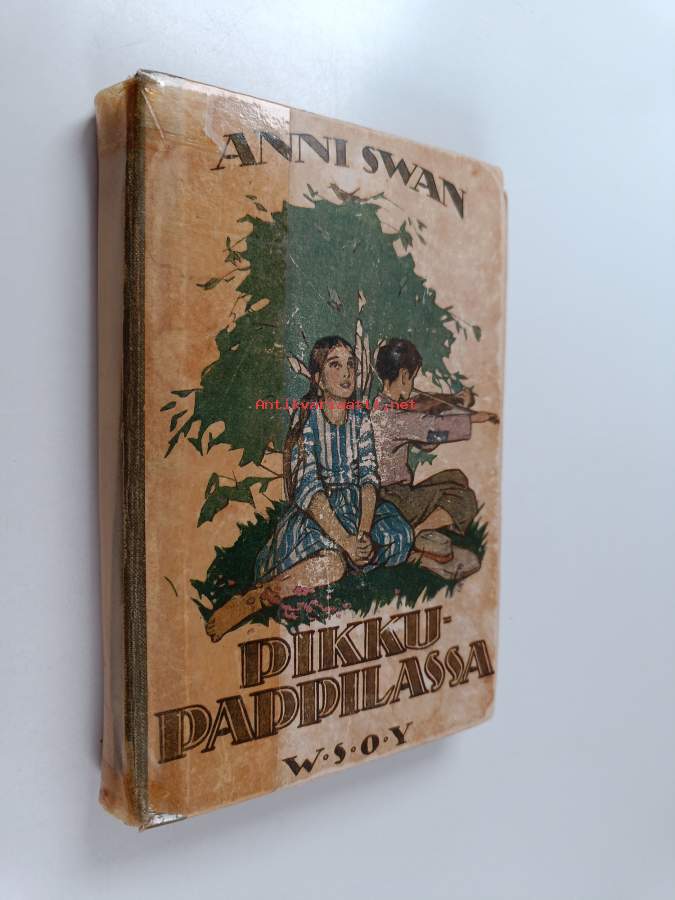 ANNI SWAN
Antikvariaatti.net
PIKKU-
PAPPILASSA
W·S·O·Y